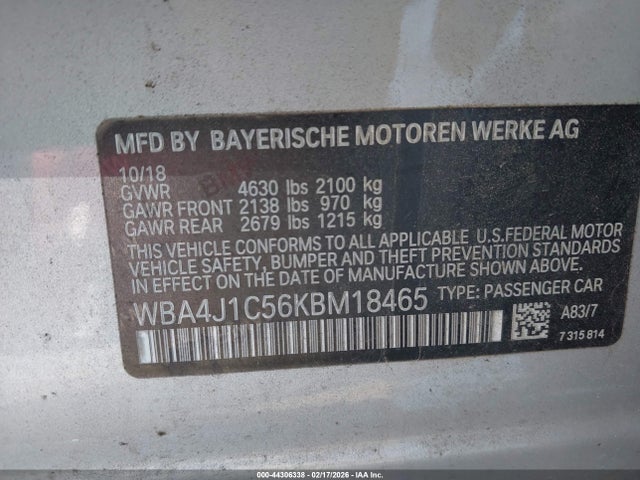 MFD BY BAYERISCHE MOTOREN WERKE AG
10/18
GVWR 4630 lbs 2100 kg
GAWR FRONT 2138 lbs 970 kg
GAWR REAR 2679 lbs 1215 kg
THIS VEHICLE CONFORMS TO ALL APPLICABLE U.S.FEDERAL MOTOR
VEHICLE SAFETY, BUMPER AND THEFT PREVENTION
STANDARDS IN EFFECT ON THE DATE OF MANUFACTURE SHOWN ABOVE.
WBA4J1C56KBM18465 TYPE: PASSENGER CAR
A83/7
7 315 814
000-44306338 - 02/17/2026 - IAA Inc.